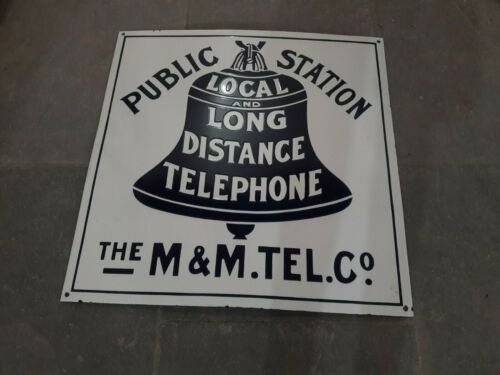 PUBLIC STATION
LOCAL
AND
LONG
DISTANCE
TELEPHONE
THE M & M. TEL. Co